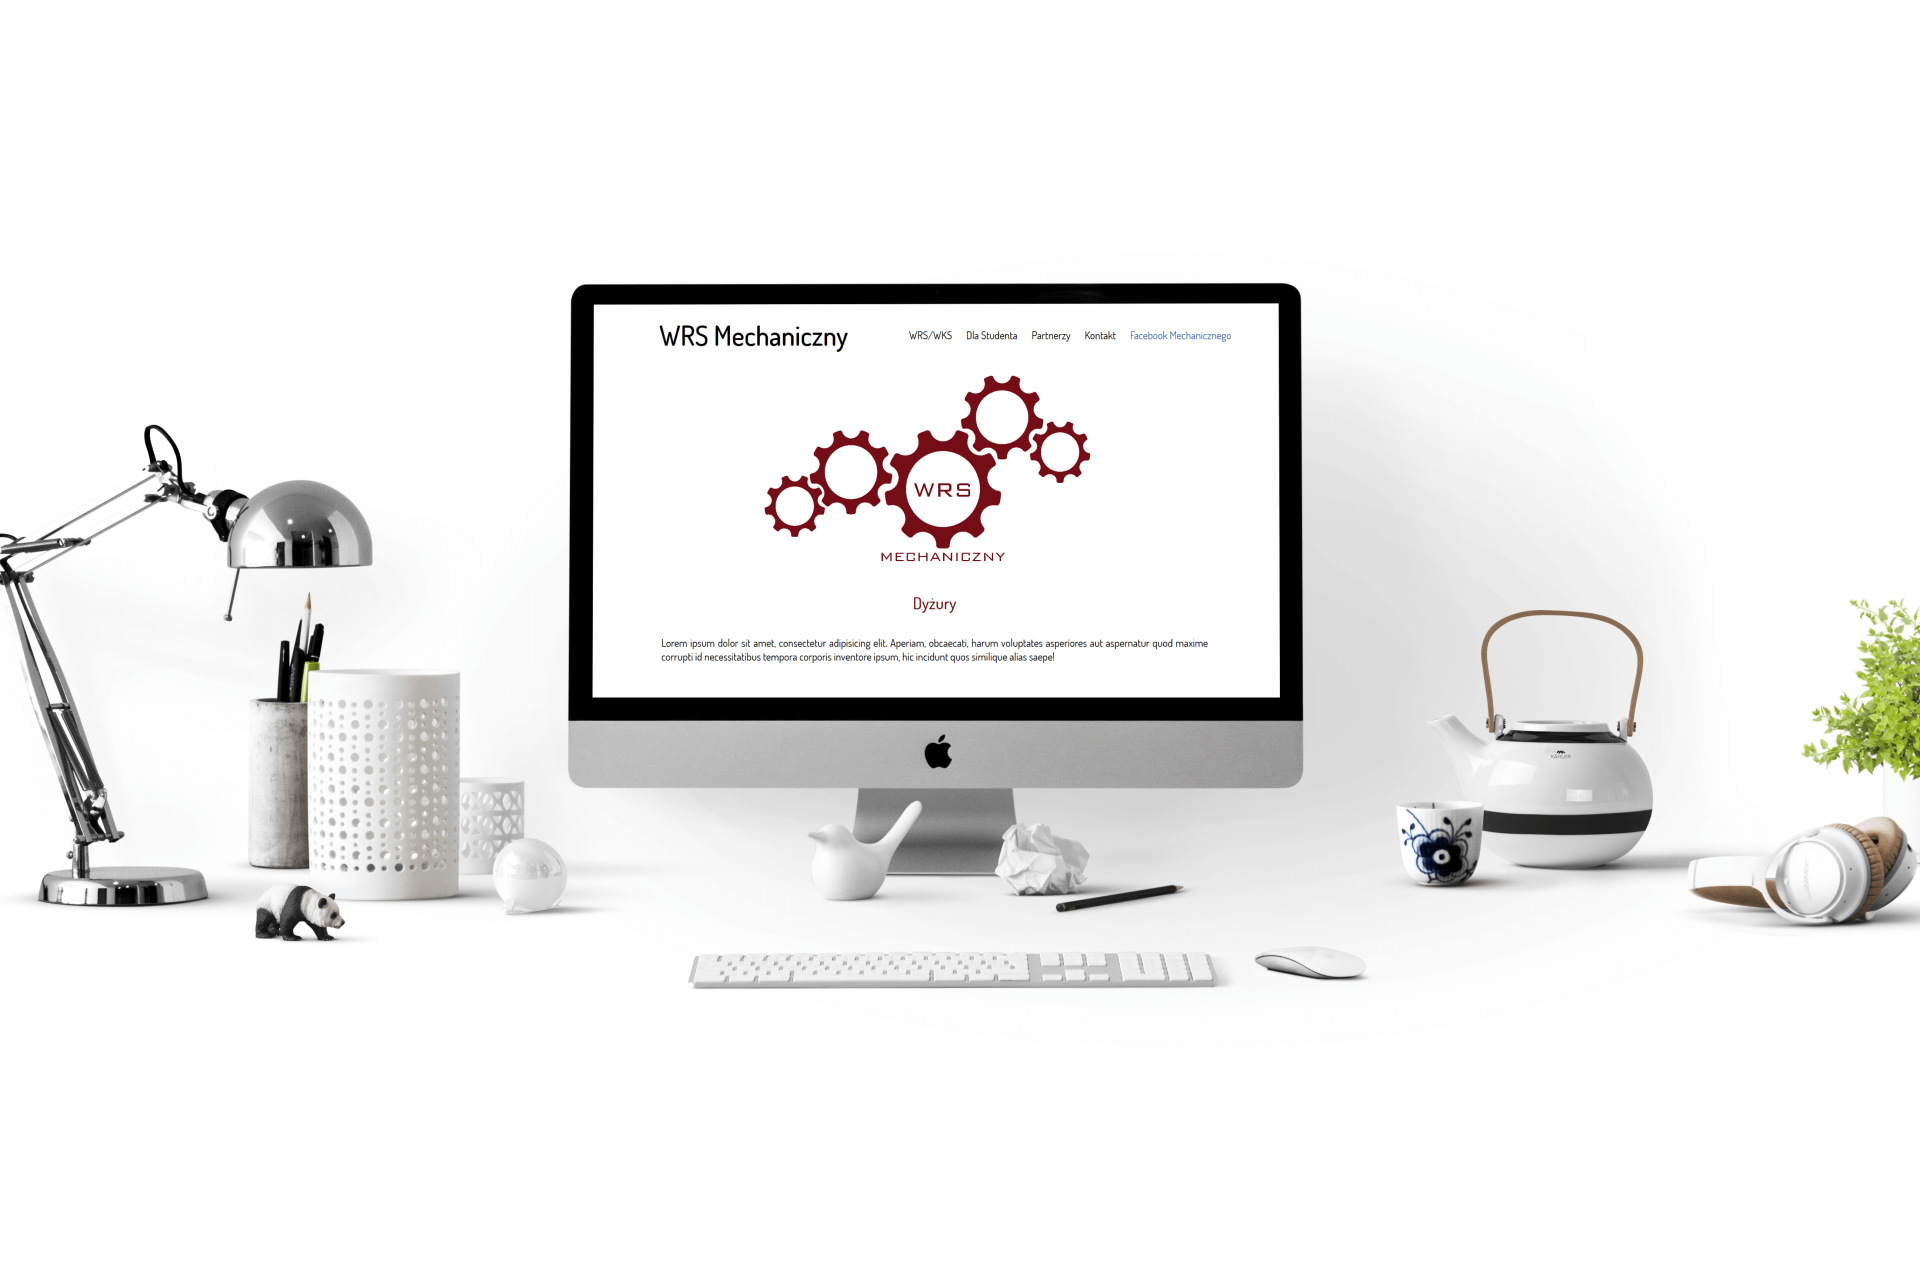 WRS Mechaniczny
WRS/WKS Dla Studenta Partnerzy Kontakt Facebook Mechanicznego
WRS
MECHANICZNY
Dyżury
Lorem ipsum dolor sit amet, consectetur adipisicing elit. Aperiam, obcaecati, harum voluptates asperiores aut aspernatur quod maxime
corrupti id necessitatibus tempora corporis inventore ipsum, hic incidunt quos similique alias saepe!
KÄHLER